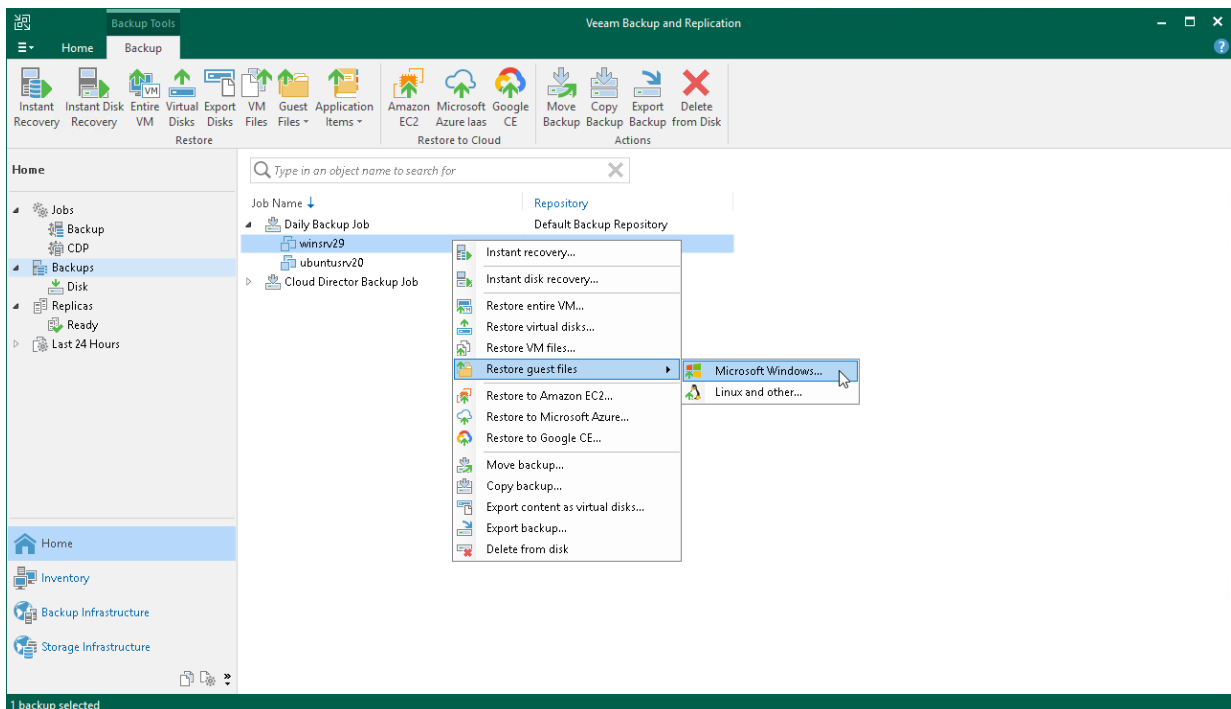 Backup Tools
Veeam Backup and Replication
Home Backup
Instant Recovery
Instant Disk Recovery
Entire VM
Virtual Disks
Export Disks
VM Files
Guest Files
Application Items
Amazon EC2
Microsoft Azure Iaas
Google CE
Move Backup
Copy Backup
Export Backup
Delete from Disk
Restore
Restore to Cloud
Actions
Home
Type in an object name to search for
Jobs
Backup
CDP
Backups
Disk
Replicas
Ready
Last 24 Hours
Job Name Repository
Daily Backup Job Default Backup Repository
winsrv29
ubuntusrv20
Cloud Director Backup Job
Instant recovery...
Instant disk recovery...
Restore entire VM...
Restore virtual disks...
Restore VM files...
Restore guest files
Microsoft Windows...
Linux and other...
Restore to Amazon EC2...
Restore to Microsoft Azure...
Restore to Google CE...
Move backup...
Copy backup...
Export content as virtual disks...
Export backup...
Delete from disk
Home
Inventory
Backup Infrastructure
Storage Infrastructure
1 backup selected